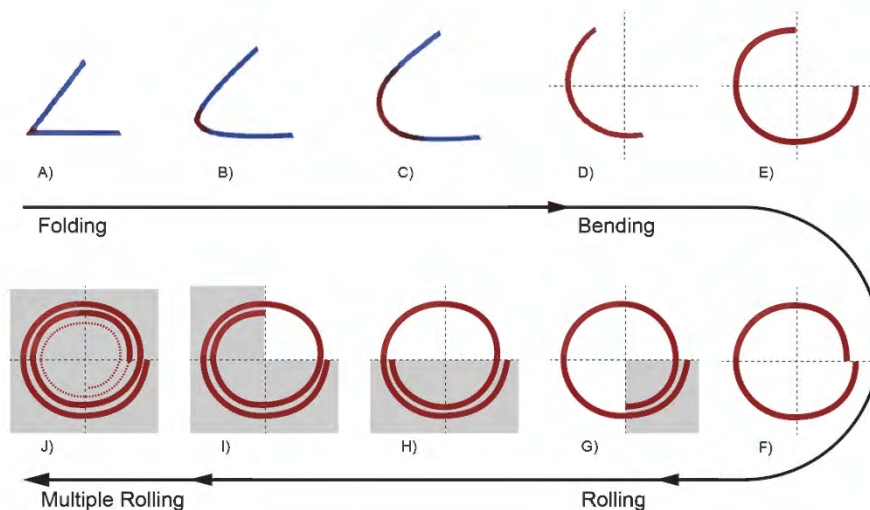 A)
B)
C)
D)
E)
Folding
Bending
J)
I)
H)
G)
F)
Multiple Rolling
Rolling